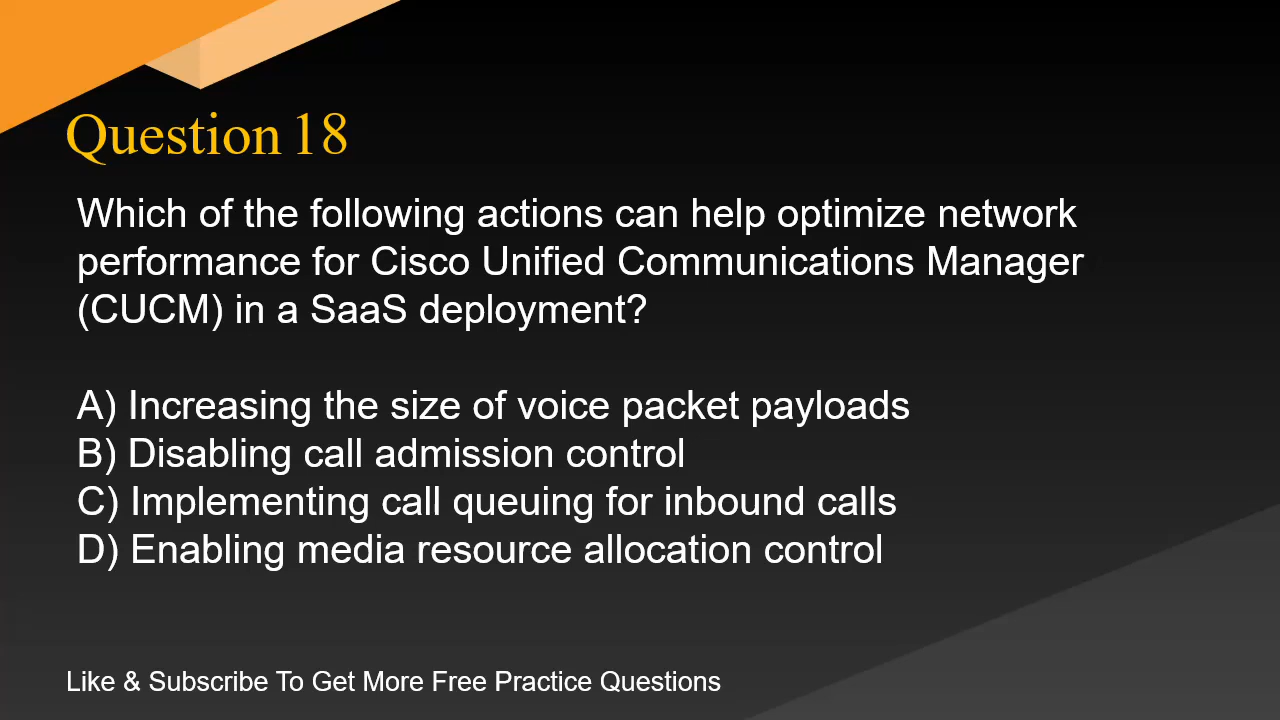 Question 18
Which of the following actions can help optimize network
performance for Cisco Unified Communications Manager
(CUCM) in a SaaS deployment?
A) Increasing the size of voice packet payloads
B) Disabling call admission control
C) Implementing call queuing for inbound calls
D) Enabling media resource allocation control
Like & Subscribe To Get More Free Practice Questions